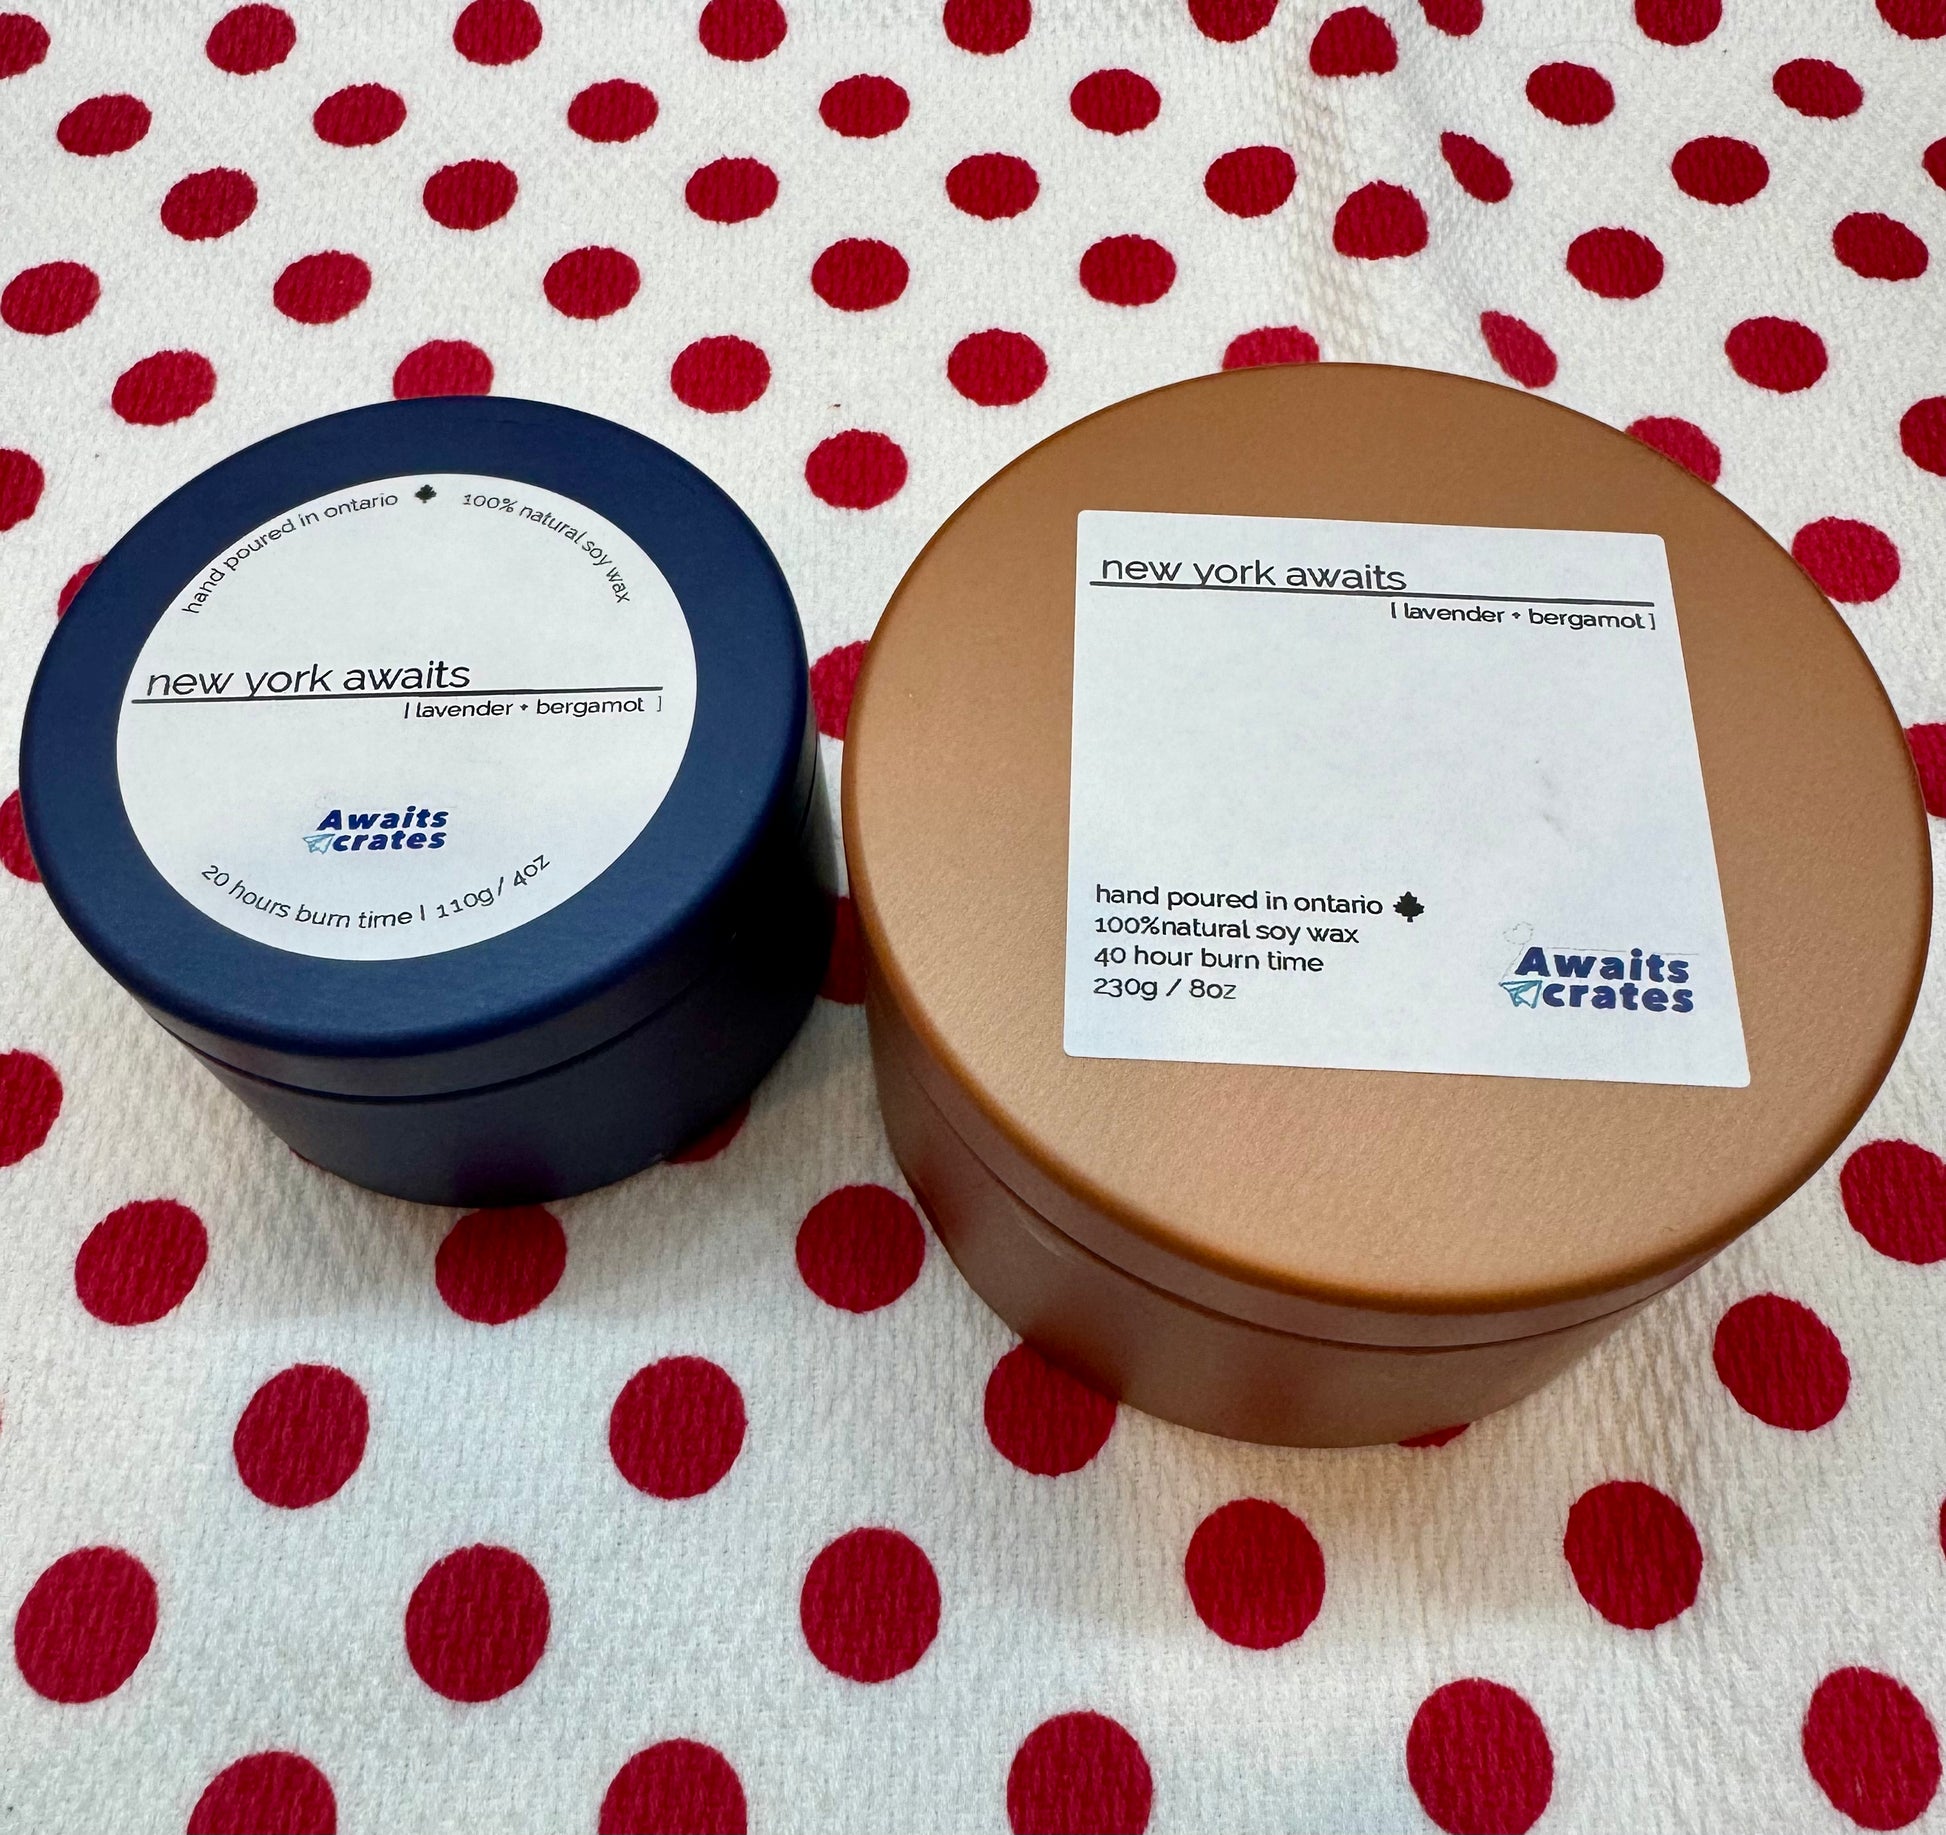 hand poured in ontario 100% natural soy wax
new york awaits
[ lavender + bergamot ]
Awaits
crates
20 hours burn time | 110g / 4oz
new york awaits
[ lavender + bergamot ]
hand poured in ontario
100%natural soy wax
40 hour burn time
230g / 8oz
Awaits
crates